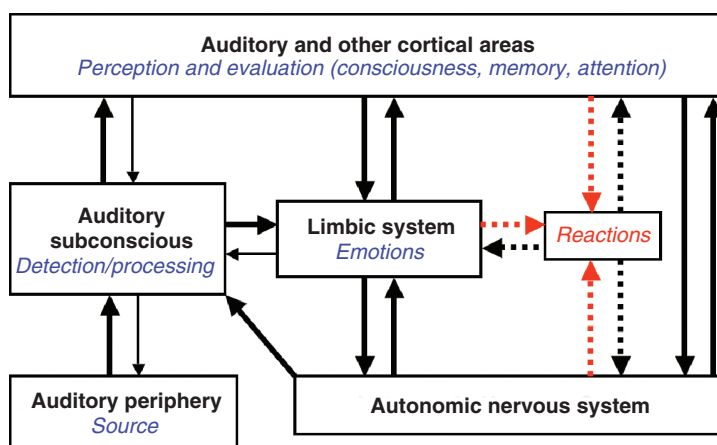 Auditory and other cortical areas
Perception and evaluation (consciousness, memory, attention)
Auditory
subconscious
Detection/processing
Limbic system
Emotions
Reactions
Auditory periphery
Source
Autonomic nervous system